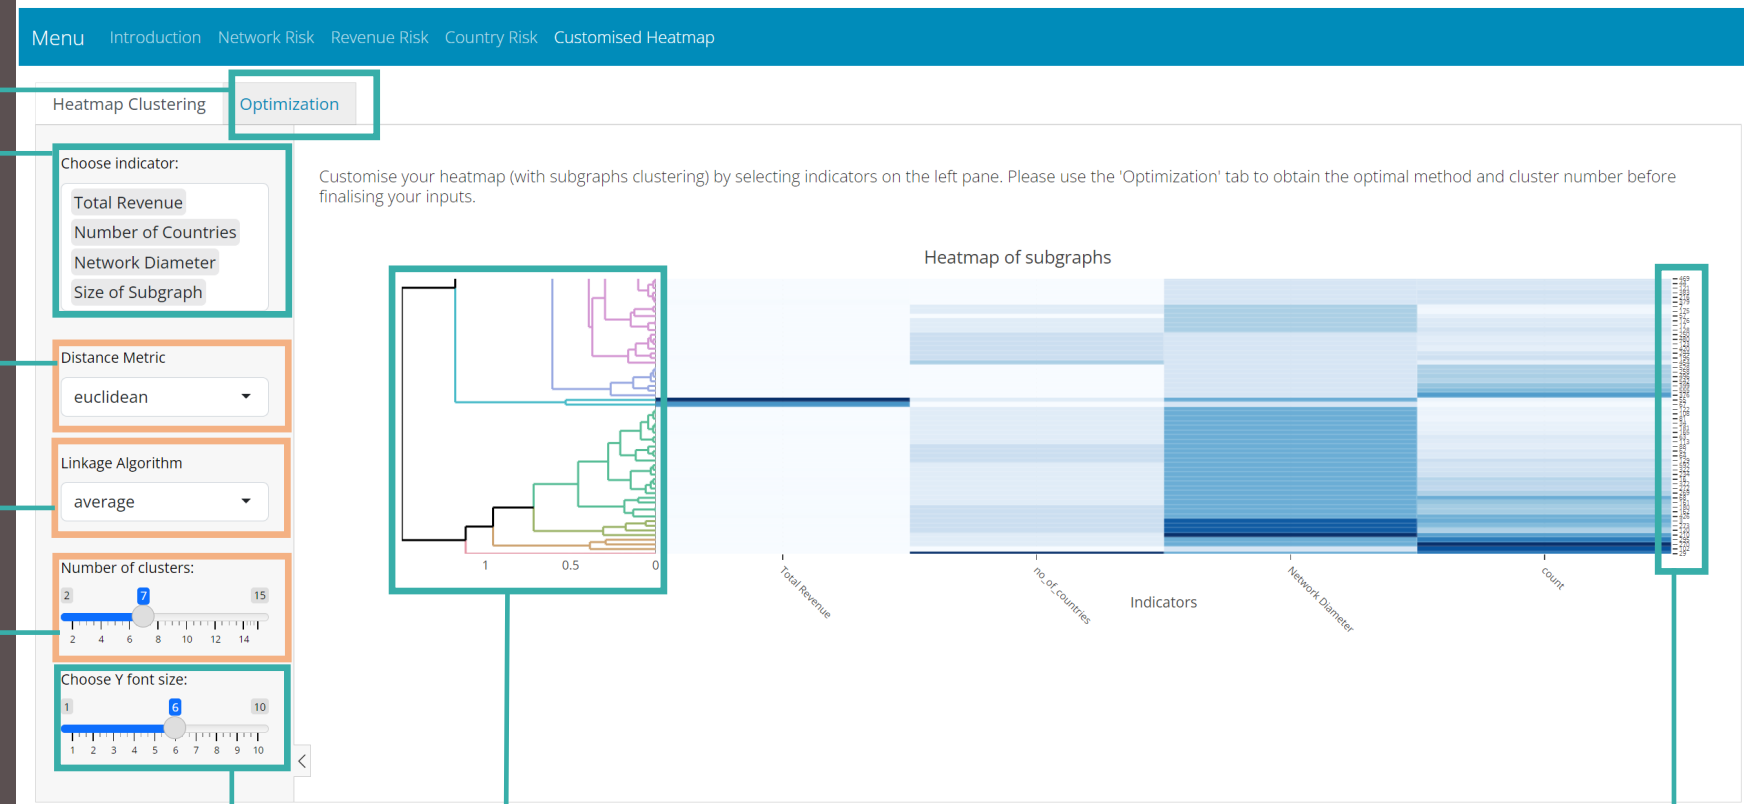 Menu Introduction Network Risk Revenue Risk Country Risk Customised Heatmap
Heatmap Clustering Optimization
Choose indicator:
Total Revenue
Number of Countries
Network Diameter
Size of Subgraph
Distance Metric
euclidean
Linkage Algorithm
average
Number of clusters:
2 7 15
2 4 6 8 10 12 14
Choose Y font size:
1 6 10
1 2 3 4 5 6 7 8 9 10
Customise your heatmap (with subgraphs clustering) by selecting indicators on the left pane. Please use the 'Optimization' tab to obtain the optimal method and cluster number before
finalising your inputs.
Heatmap of subgraphs
1 0.5 0
Total Revenue
no_of_countries
Network Diameter
count
Indicators